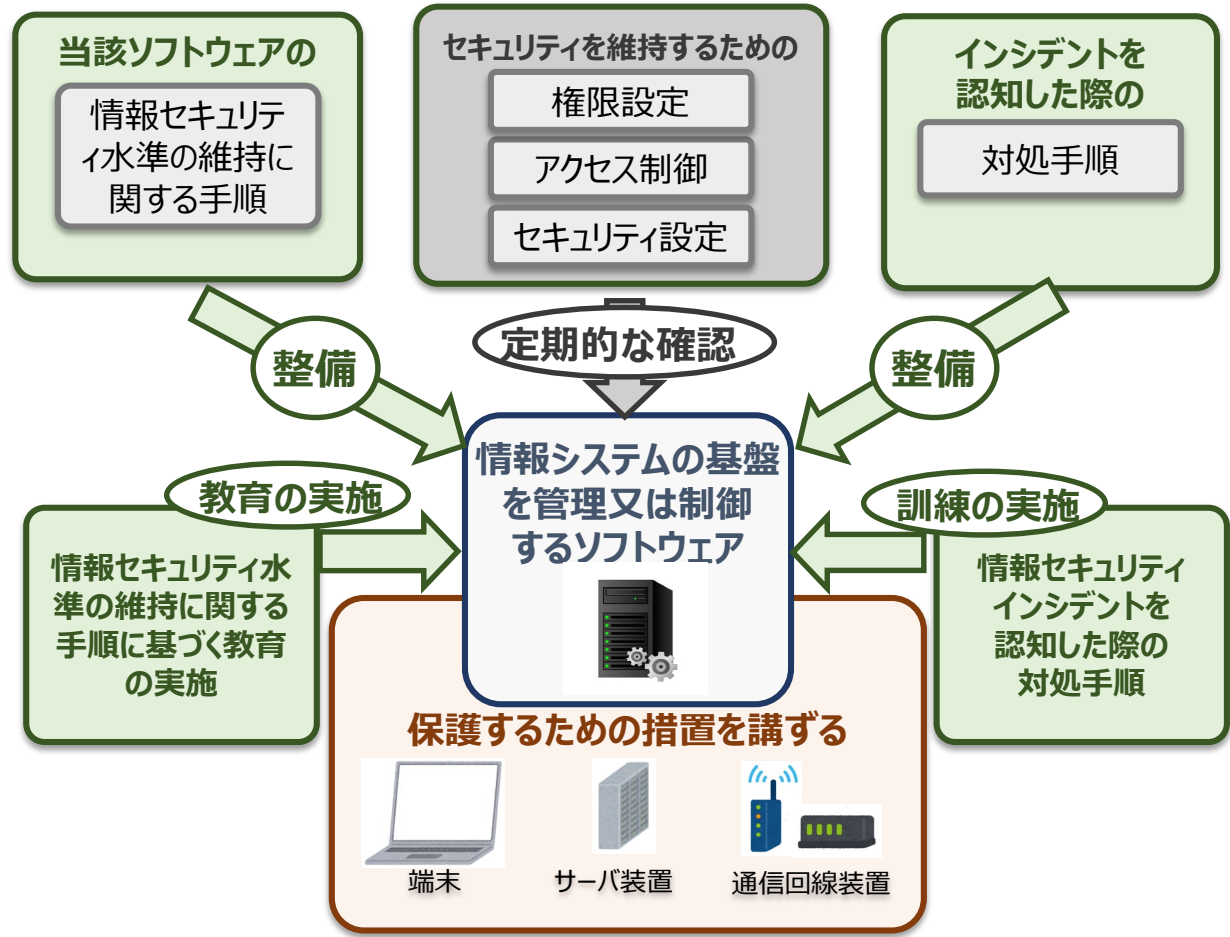 当該ソフトウェアの
情報セキュリテ
ィ水準の維持に
関する手順
セキュリティを維持するための
権限設定
アクセス制御
セキュリティ設定
インシデントを
認知した際の
対処手順
整備
定期的な確認
整備
情報システムの基盤
を管理又は制御
するソフトウェア
教育の実施
情報セキュリティ水
準の維持に関する
手順に基づく教育
の実施
訓練の実施
情報セキュリティ
インシデントを
認知した際の
対処手順
保護するための措置を講ずる
端末
サーバ装置
通信回線装置